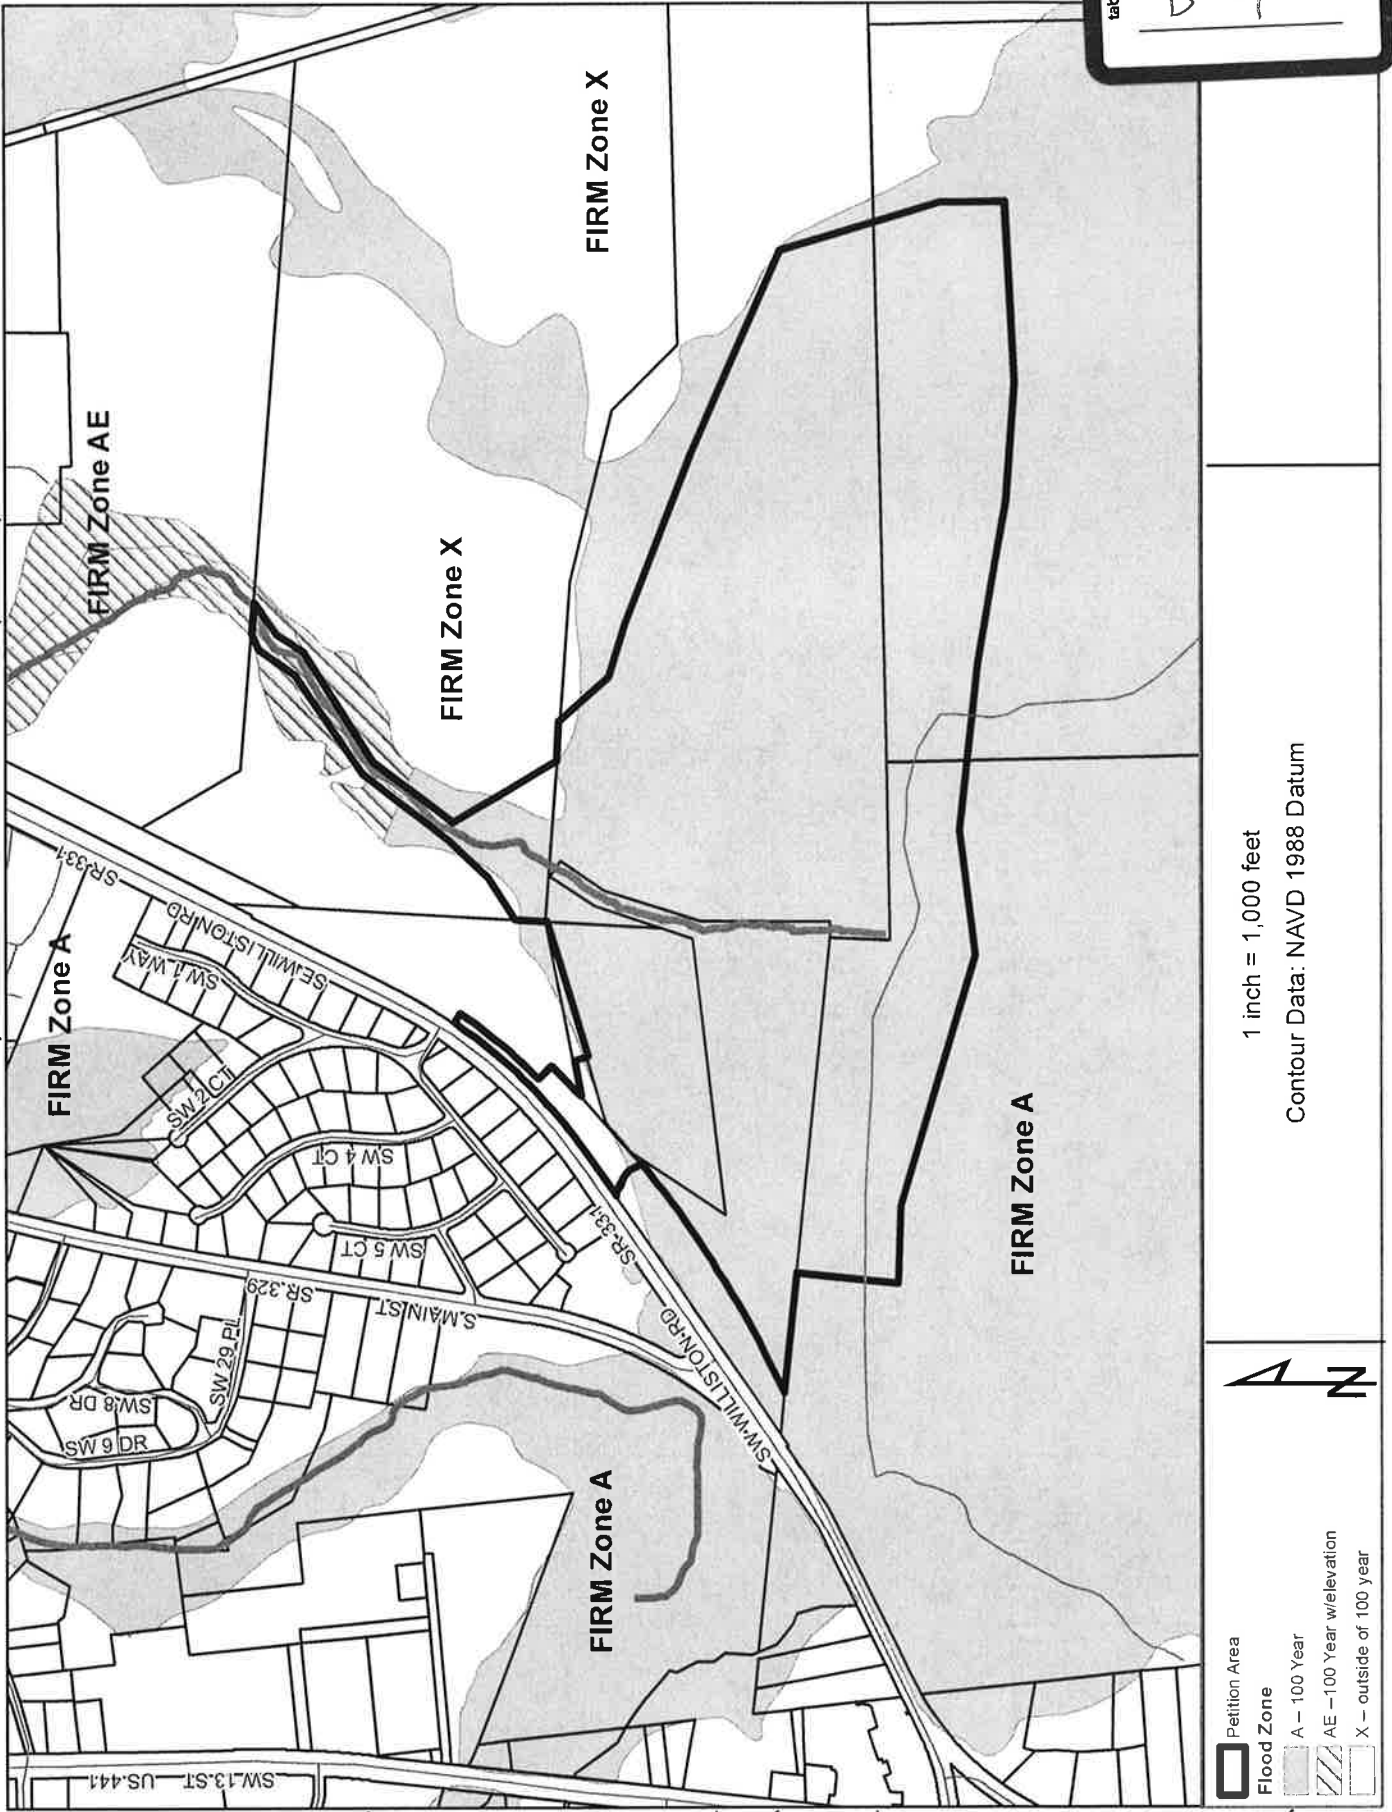 tab
FIRM Zone X
FIRM Zone AE
FIRM Zone X
FIRM Zone A
SR-331
SE WILLISTON RD
SW 1 WAY
SW 2 CT
SW 4 CT
SW 5 CT
SR-331
SR 329
S MAIN ST
SW 29 PL
SW 8 DR
SW 9 DR
SW 6 DR
SW WILLISTON RD
FIRM Zone A
FIRM Zone A
SW 13 ST
US-441
Petition Area
Flood Zone
A – 100 Year
AE – 100 Year w/elevation
X – outside of 100 year
N
1 inch = 1,000 feet
Contour Data: NAVD 1988 Datum